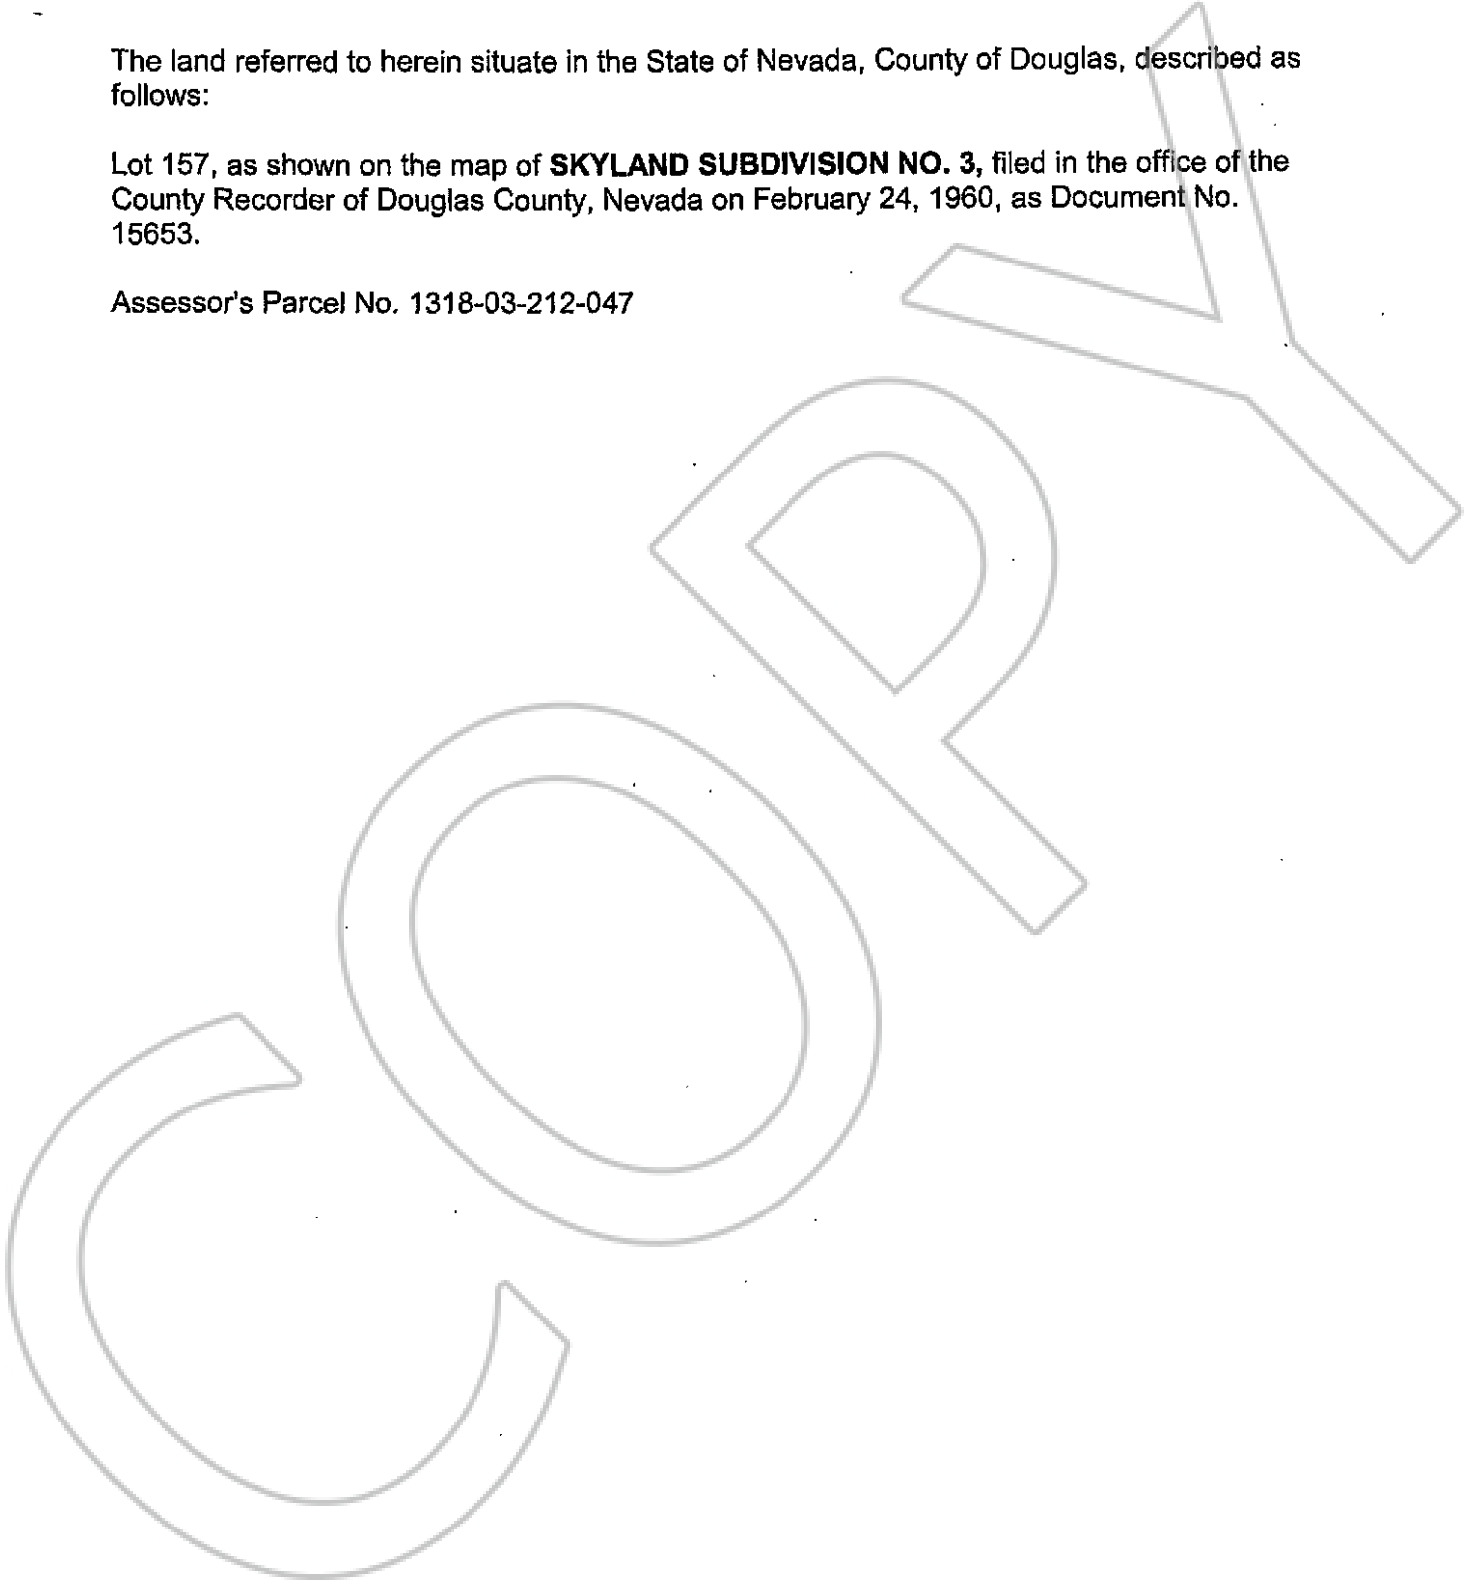 The land referred to herein situate in the State of Nevada, County of Douglas, described as
follows:
Lot 157, as shown on the map of SKYLAND SUBDIVISION NO. 3, filed in the office of the
County Recorder of Douglas County, Nevada on February 24, 1960, as Document No.
15653.
Assessor's Parcel No. 1318-03-212-047
COPY